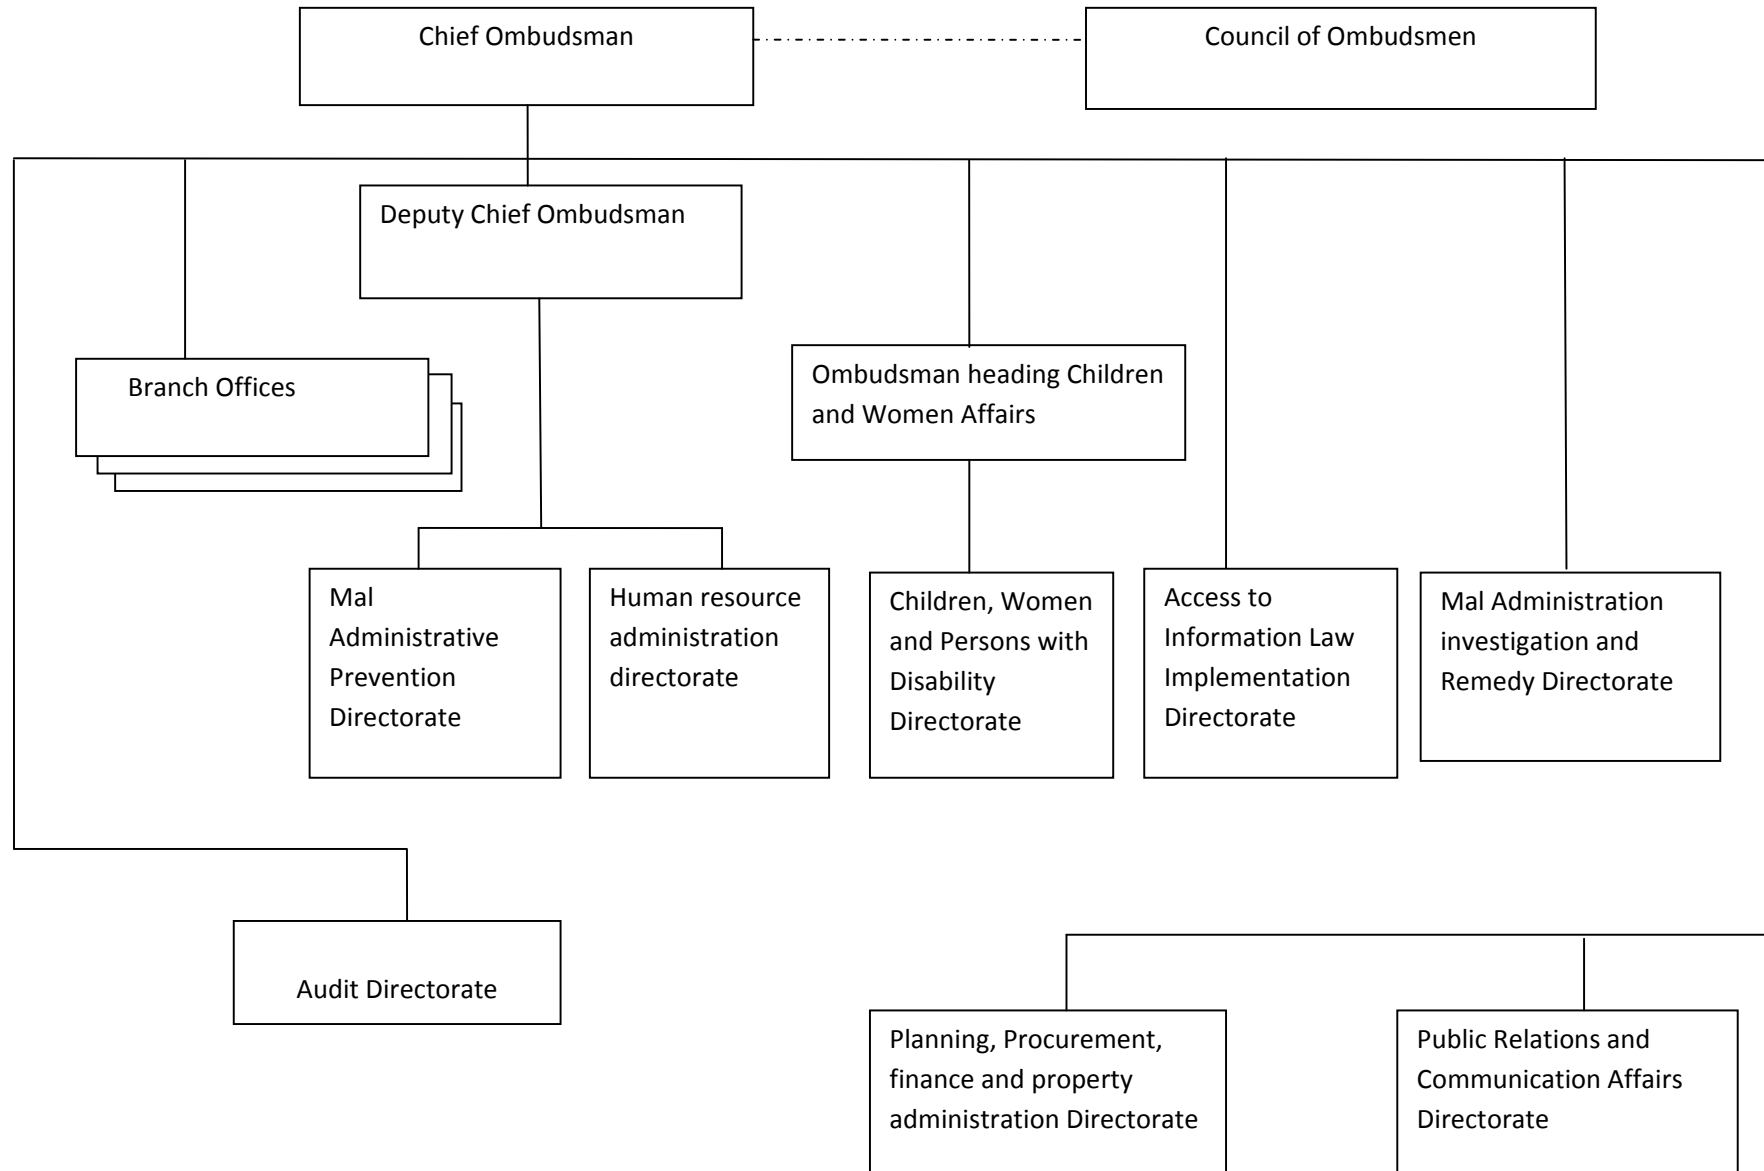 Chief Ombudsman
Council of Ombudsmen
Deputy Chief Ombudsman
Branch Offices
Ombudsman heading Children
and Women Affairs
Mal
Administrative
Prevention
Directorate
Human resource
administration
directorate
Children, Women
and Persons with
Disability
Directorate
Access to
Information Law
Implementation
Directorate
Mal Administration
investigation and
Remedy Directorate
Audit Directorate
Planning, Procurement,
finance and property
administration Directorate
Public Relations and
Communication Affairs
Directorate